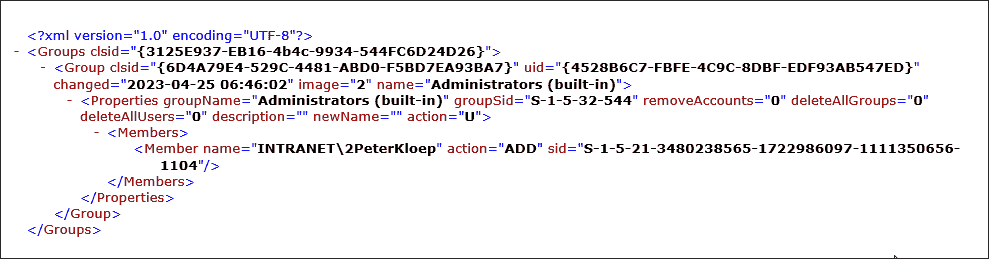 <?xml version="1.0" encoding="UTF-8"?>
- <Groups clsid="{3125E937-EB16-4b4c-9934-544FC6D24D26}">
- <Group clsid="{6D4A79E4-529C-4481-ABD0-F5BD7EA93BA7}" uid="{4528B6C7-FBFE-4C9C-8DBF-EDF93AB547ED}"
changed="2023-04-25 06:46:02" image="2" name="Administrators (built-in)">
- <Properties groupName="Administrators (built-in)" groupSid="S-1-5-32-544" removeAccounts="0" deleteAllGroups="0"
deleteAllUsers="0" description="" newName="" action="U">
- <Members>
<Member name="INTRANET\2PeterKloep" action="ADD" sid="S-1-5-21-3480238565-1722986097-1111350656-
1104"/>
</Members>
</Properties>
</Group>
</Groups>